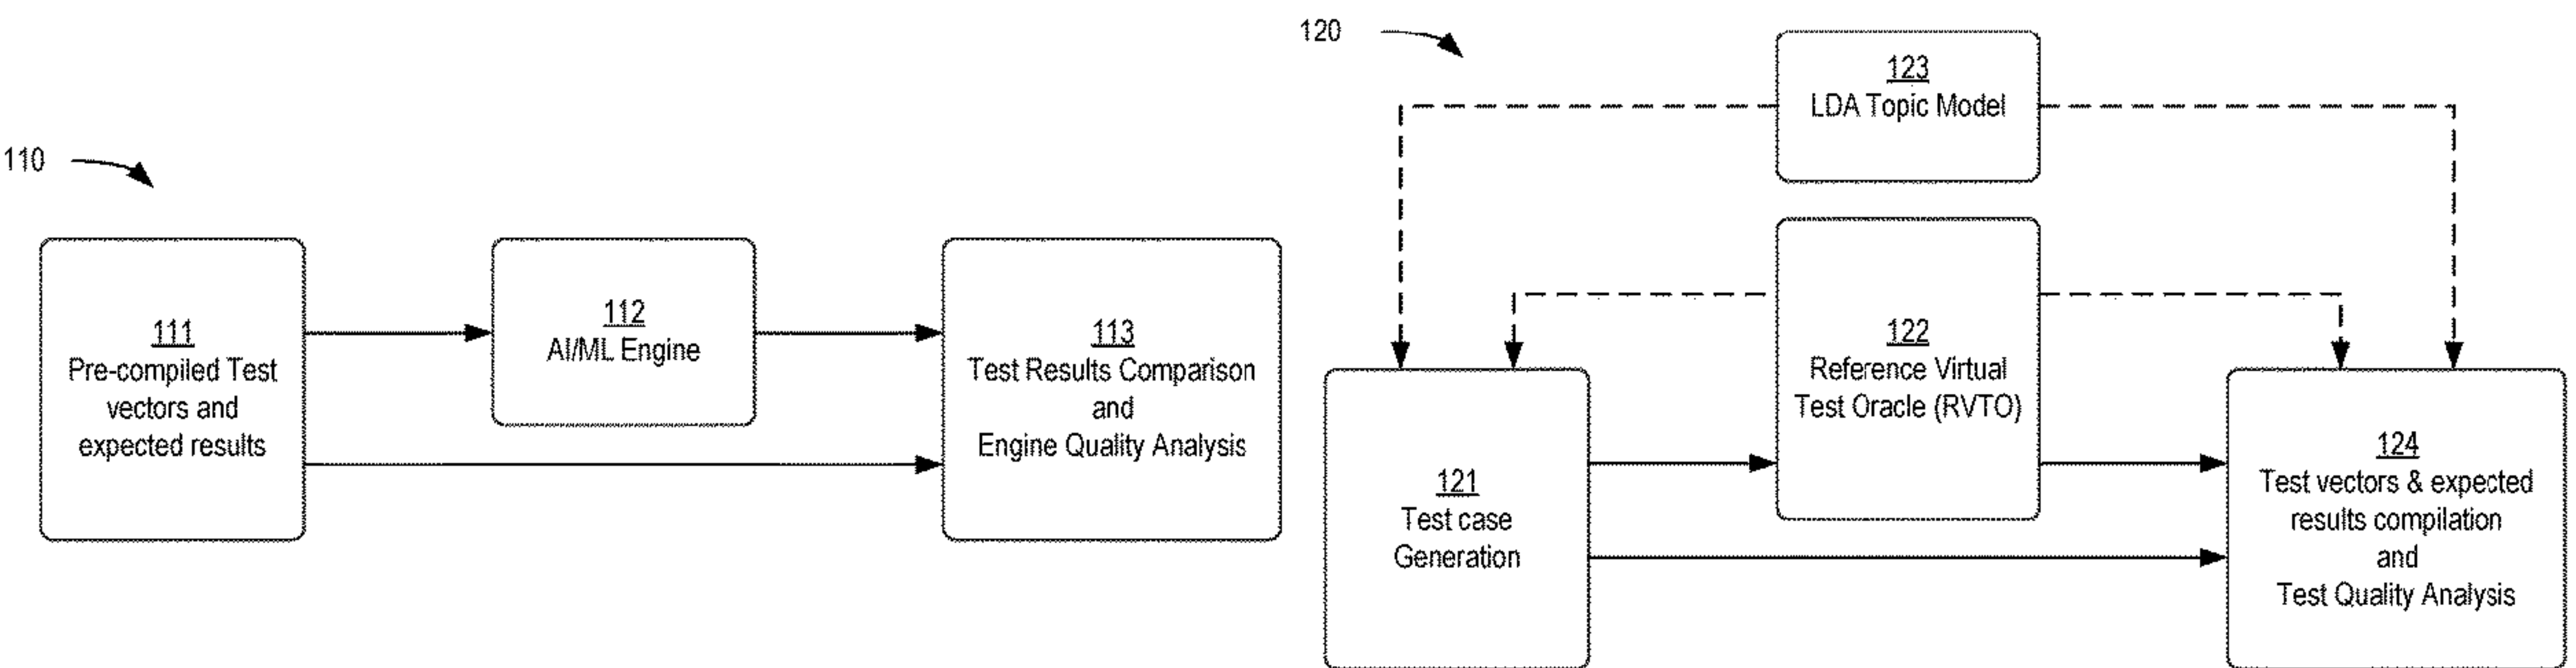 110
111
Pre-compiled Test
vectors and
expected results
112
AI/ML Engine
113
Test Results Comparison
and
Engine Quality Analysis
120
123
LDA Topic Model
122
Reference Virtual
Test Oracle (RVTO)
121
Test case
Generation
124
Test vectors & expected
results compilation
and
Test Quality Analysis